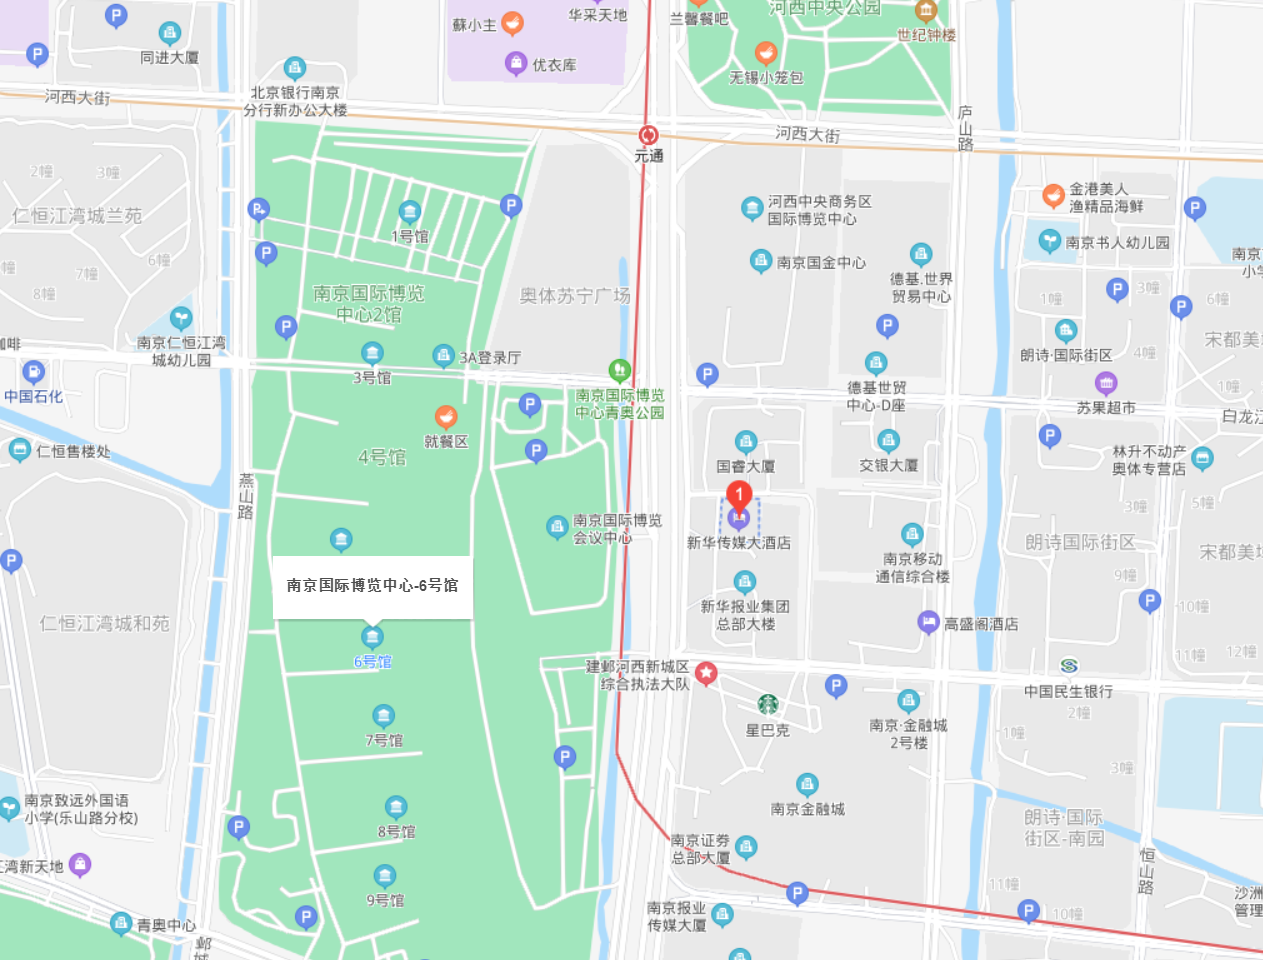 蘇小主
华采天地
兰馨餐吧
河西中央公园
世纪钟楼
同进大厦
优衣库
无锡小笼包
河西大街
北京银行南京
分行新办公大楼
庐山路
河西大街
元通
2幢
3幢
仁恒江湾城兰苑
6幢
7幢
8幢
1号馆
河西中央商务区
国际博览中心
金港美人
渔精品海鲜
南京书人幼儿园
南京国金中心
德基.世界
贸易中心
南京国际博览
中心2馆
奥体苏宁广场
1幢
3幢
6幢
南京仁恒江湾
城幼儿园
3号馆
3A登录厅
朗诗·国际街区
4幢
宋都美
中国石化
南京国际博览
中心青奥公园
德基世贸
中心-D座
苏果超市
1幢
白龙江
就餐区
4号馆
仁恒售楼处
国睿大厦
交银大厦
林升不动产
奥体专营店
燕山路
1
南京国际博览
会议中心
新华传媒大酒店
3幢
5幢
朗诗国际街区
宋都美
南京移动
通信综合楼
9幢
10幢
南京国际博览中心-6号馆
新华报业集团
总部大楼
高盛阁酒店
仁恒江湾城和苑
6号馆
11幢
12幢
建邺河西新城区
综合执法大队
中国民生银行
2幢
1幢
3幢
7号馆
星巴克
南京·金融城
2号楼
南京致远外国语
小学(乐山路分校)
8号馆
南京金融城
朗诗·国际
街区-南园
南京证券
总部大厦
江湾新天地
9号馆
11幢
10幢
恒山路
沙洲
管理
南京报业
传媒大厦
青奥中心
邺城